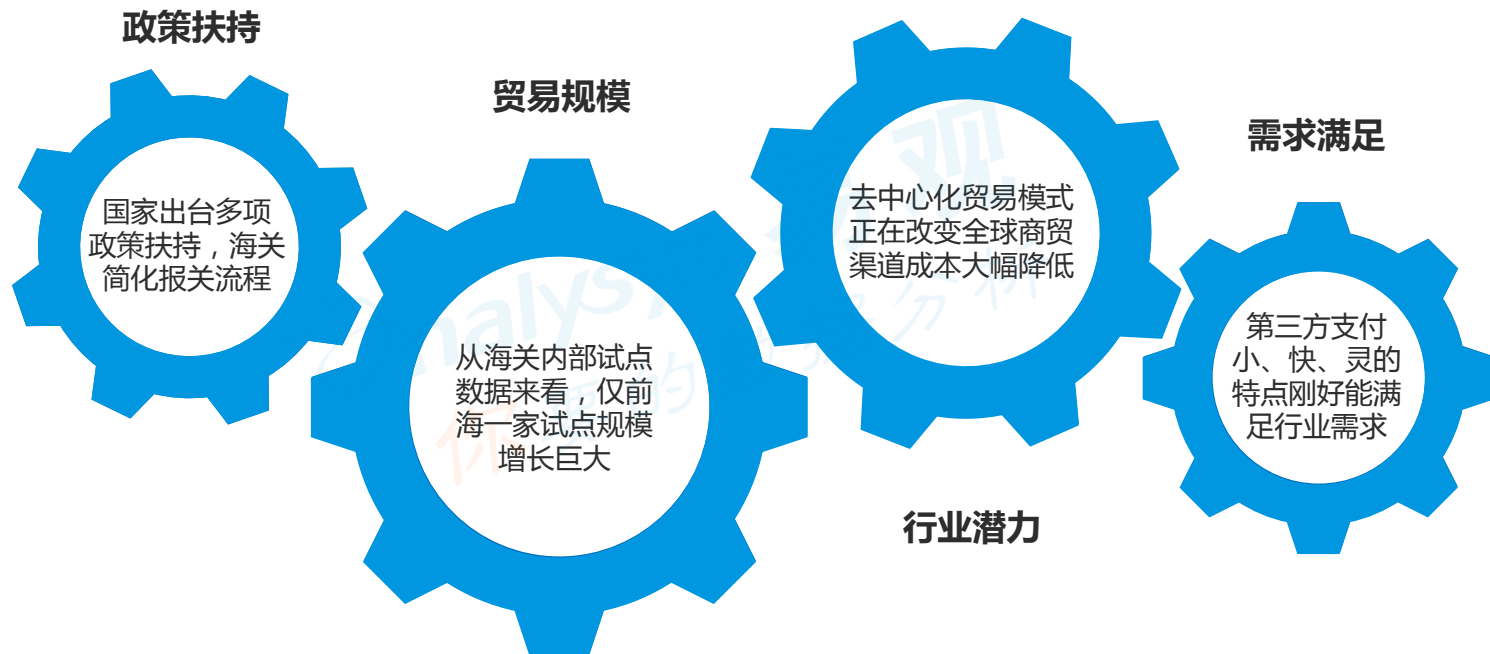 政策扶持
国家出台多项
政策扶持，海关
简化报关流程
贸易规模
从海关内部试点
数据来看，仅前
海一家试点规模
增长巨大
去中心化贸易模式
正在改变全球商贸
渠道成本大幅降低
行业潜力
需求满足
第三方支付
小、快、灵的
特点刚好能满
足行业需求